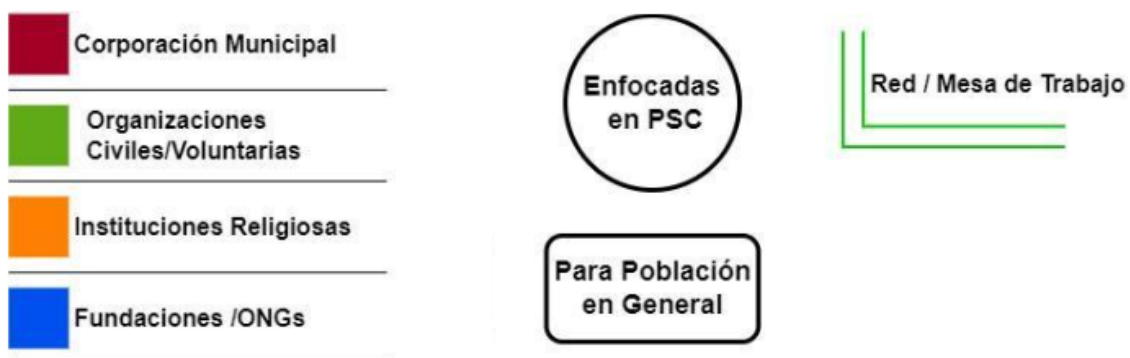 Corporación Municipal
Organizaciones
Civiles/Voluntarias
Instituciones Religiosas
Fundaciones /ONGs
Enfocadas
en PSC
Para Población
en General
Red / Mesa de Trabajo